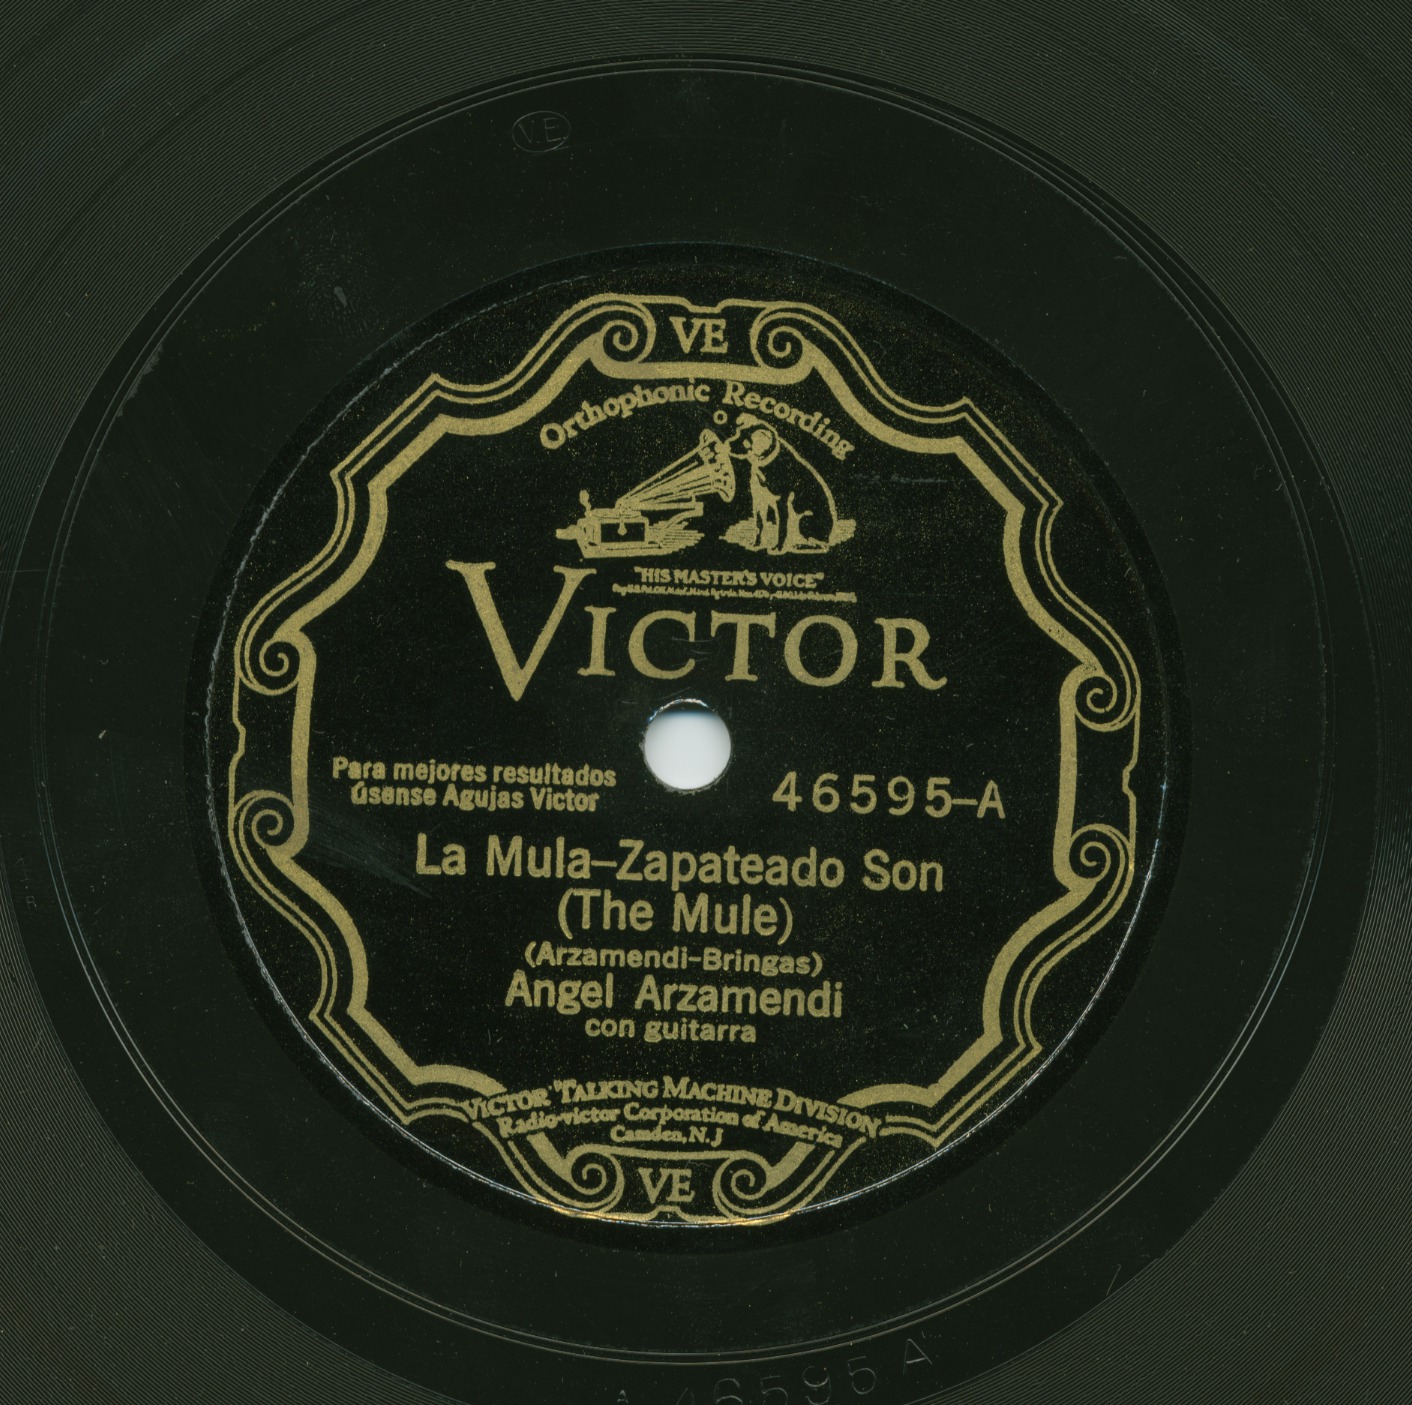 V.E.
VE
Orthophonic Recording
"HIS MASTER'S VOICE"
VICTOR
Para mejores resultados
úsense Agujas Victor
46595–A
La Mula–Zapateado Son
(The Mule)
(Arzamendi–Bringas)
Angel Arzamendi
con guitarra
VICTOR TALKING MACHINE DIVISION
Radio-victor Corporation of America
Camden, N. J
VE
A 46595 A